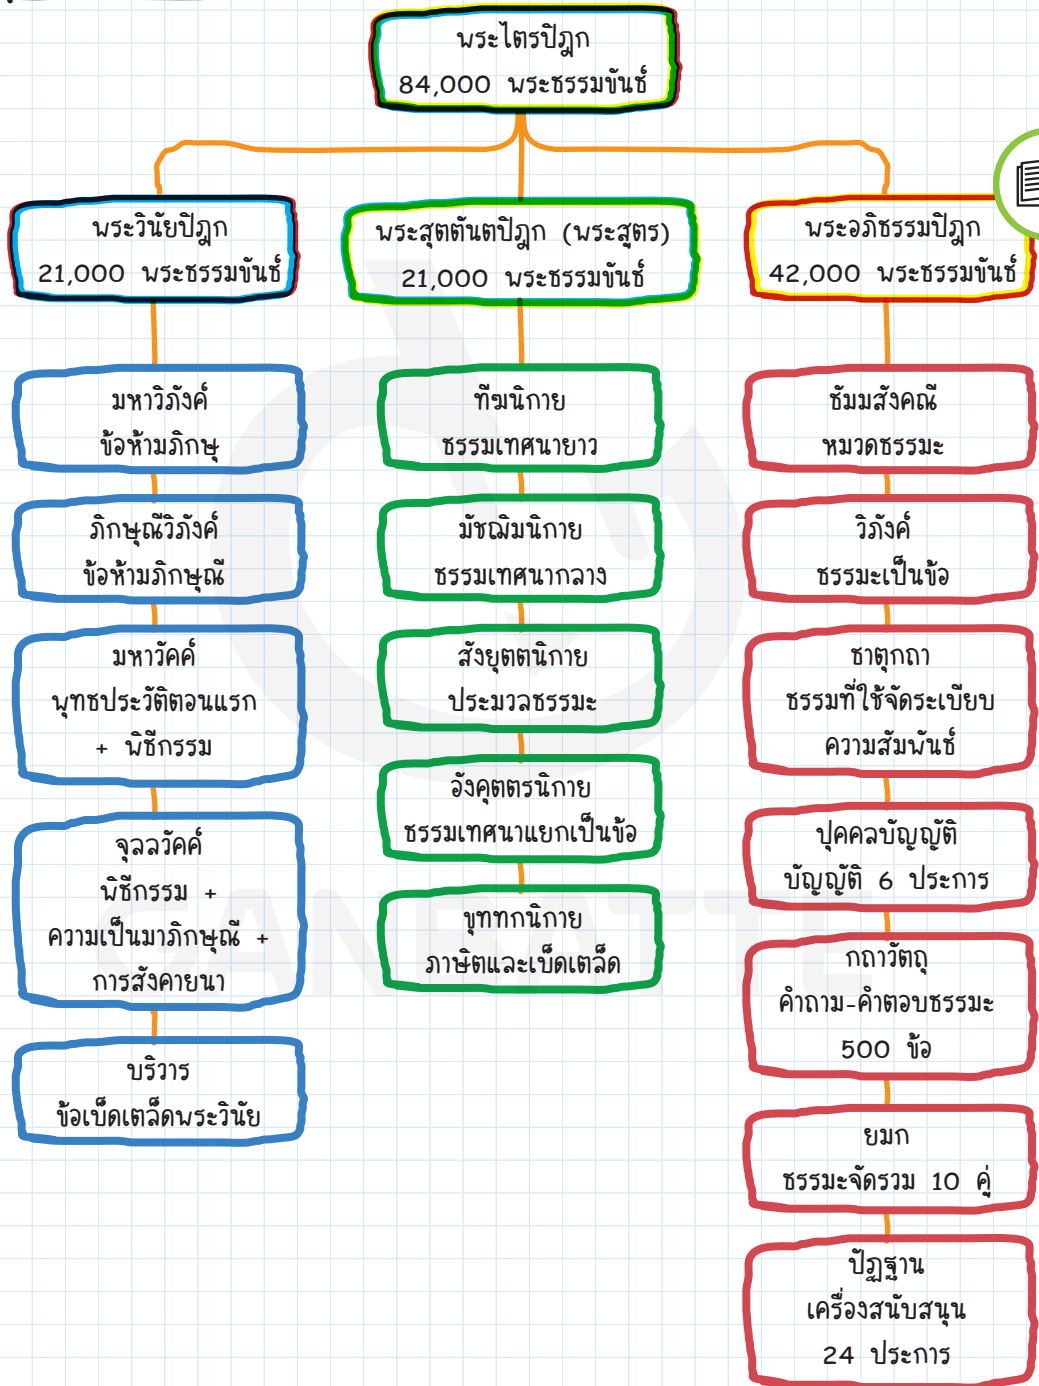 พระไตรปิฎก
84,000 พระธรรมขันธ์
พระวินัยปิฎก
21,000 พระธรรมขันธ์
มหาวิภังค์
ข้อห้ามภิกษุ
ภิกษุณีวิภังค์
ข้อห้ามภิกษุณี
มหาวัคค์
พุทธประวัติตอนแรก
+ พิธีกรรม
จุลลวัคค์
พิธีกรรม +
ความเป็นมาภิกษุณี +
การสังคายนา
บริวาร
ข้อเบ็ดเตล็ดพระวินัย
พระสุตตันตปิฎก (พระสูตร)
21,000 พระธรรมขันธ์
ทีฆนิกาย
ธรรมเทศนายาว
มัชฌิมนิกาย
ธรรมเทศนากลาง
สังยุตตนิกาย
ประมวลธรรมะ
อังคุตตรนิกาย
ธรรมเทศนาแยกเป็นข้อ
ขุททกนิกาย
ภาษิตและเบ็ดเตล็ด
พระอภิธรรมปิฎก
42,000 พระธรรมขันธ์
ธัมมสังคณี
หมวดธรรมะ
วิภังค์
ธรรมะเป็นข้อ
ธาตุกถา
ธรรมที่ใช้จัดระเบียบ
ความสัมพันธ์
ปุคคลบัญญัติ
บัญญัติ 6 ประการ
กถาวัตถุ
คำถาม-คำตอบธรรมะ
500 ข้อ
ยมก
ธรรมะจัดรวม 10 คู่
ปัฏฐาน
เครื่องสนับสนุน
24 ประการ
GANBATTE